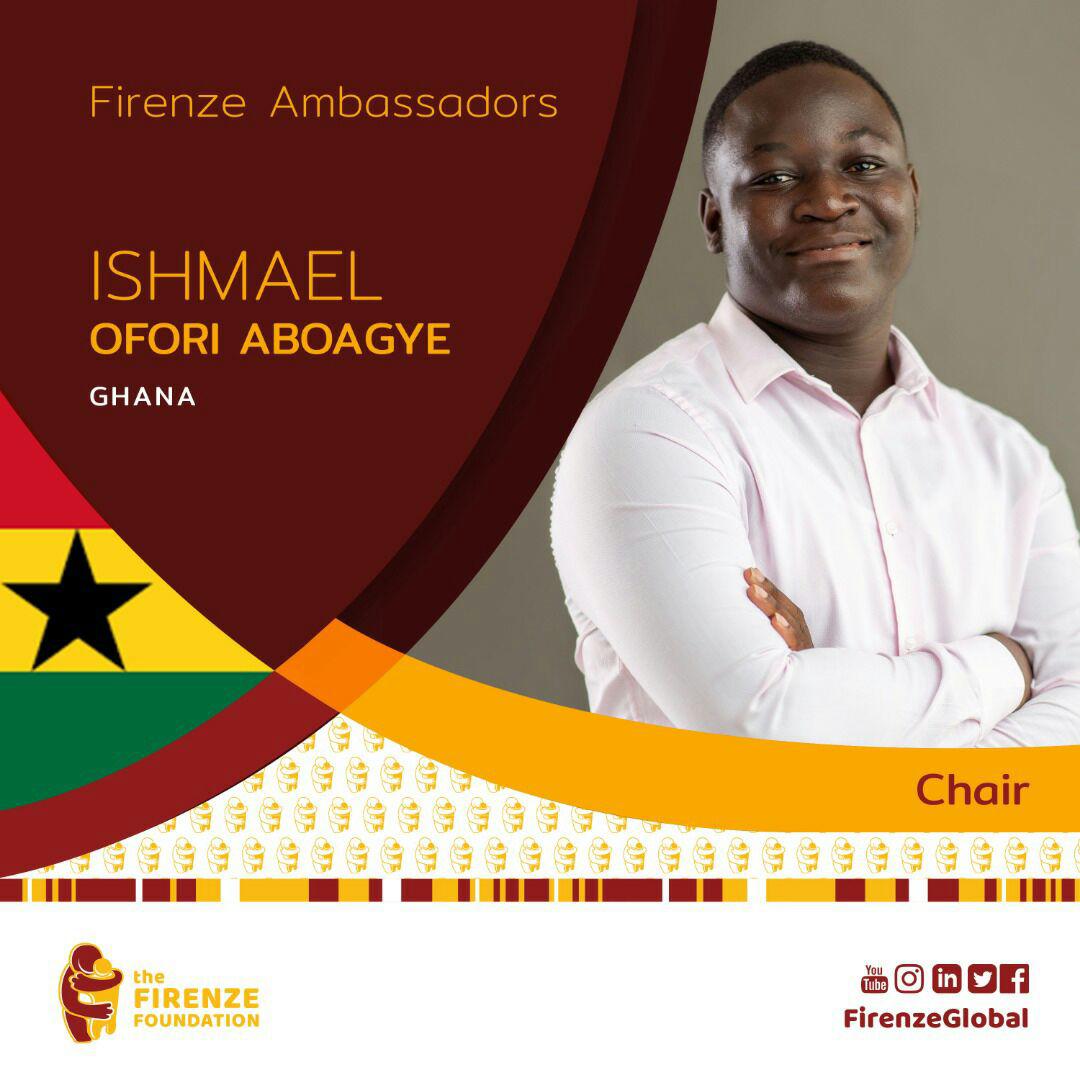 Firenze Ambassadors
ISHMAEL
OFORI ABOAGYE
GHANA
Chair
the
FIRENZE
FOUNDATION
You
Tube
FirenzeGlobal